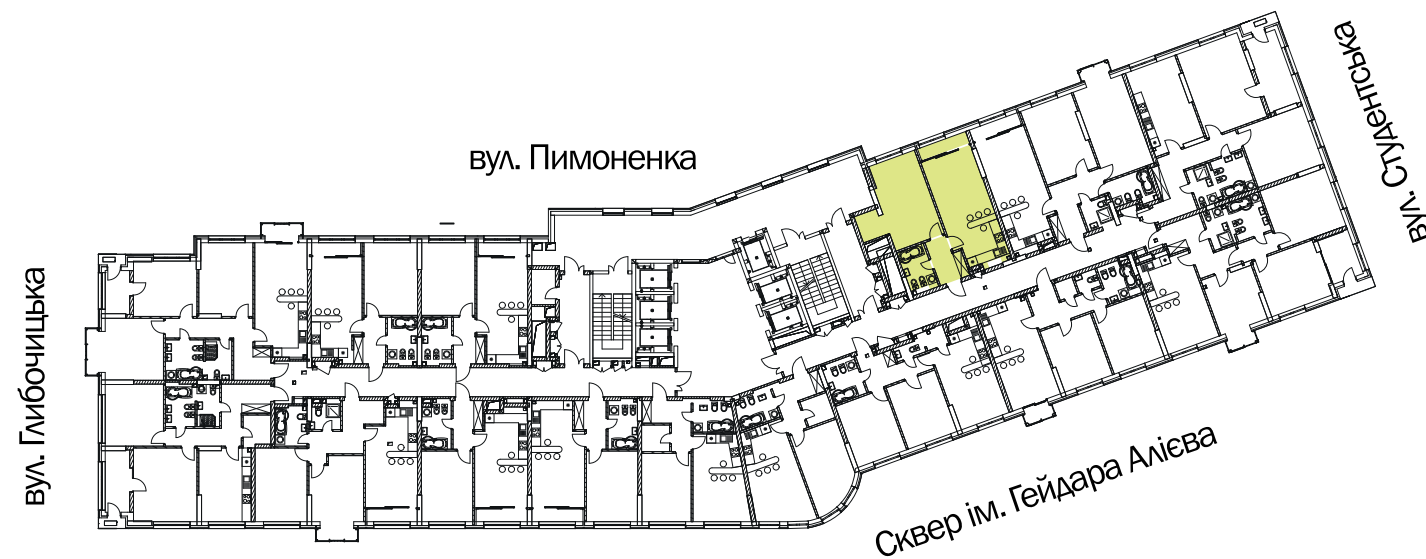 вул. Пимоненка
вул. Студентська
вул. Глибочицька
Сквер ім. Гейдара Алієва